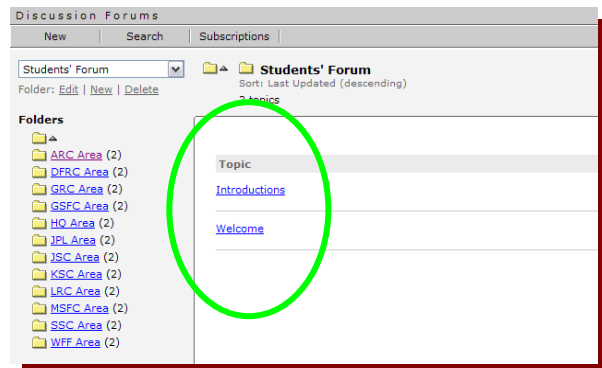 Discussion Forums
New Search Subscriptions
Students' Forum
Folder: Edit | New | Delete
Folders
ARC Area (2)
DFRC Area (2)
GRC Area (2)
GSFC Area (2)
HQ Area (2)
JPL Area (2)
JSC Area (2)
KSC Area (2)
LRC Area (2)
MSFC Area (2)
SSC Area (2)
WFF Area (2)
Students' Forum
Sort: Last Updated (descending)
2 topics
Topic
Introductions
Welcome